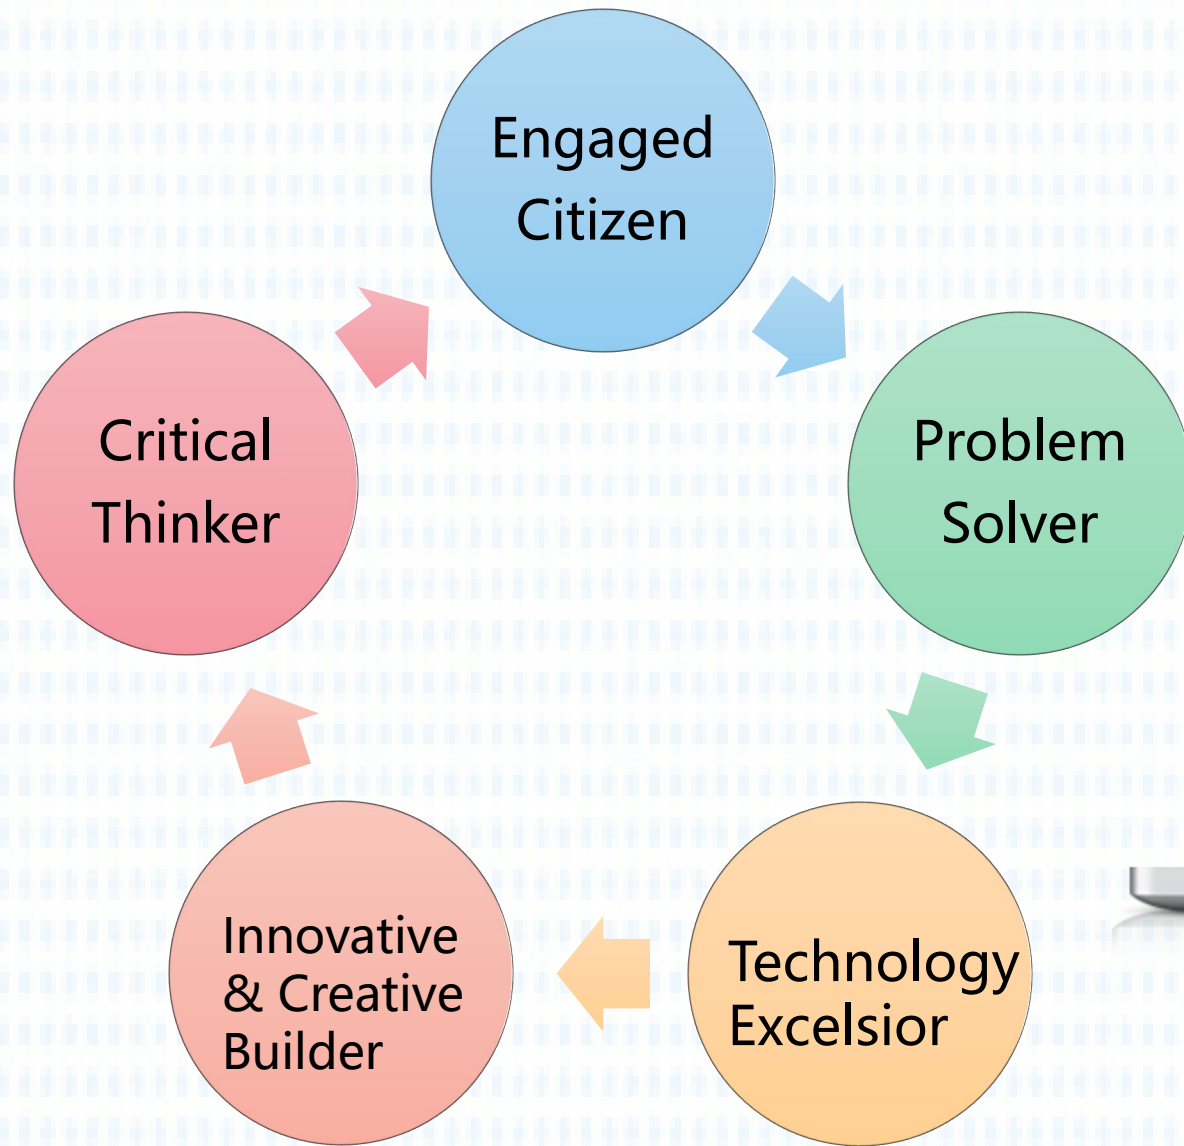 Engaged
Citizen
Problem
Solver
Technology
Excelsior
Innovative
& Creative
Builder
Critical
Thinker